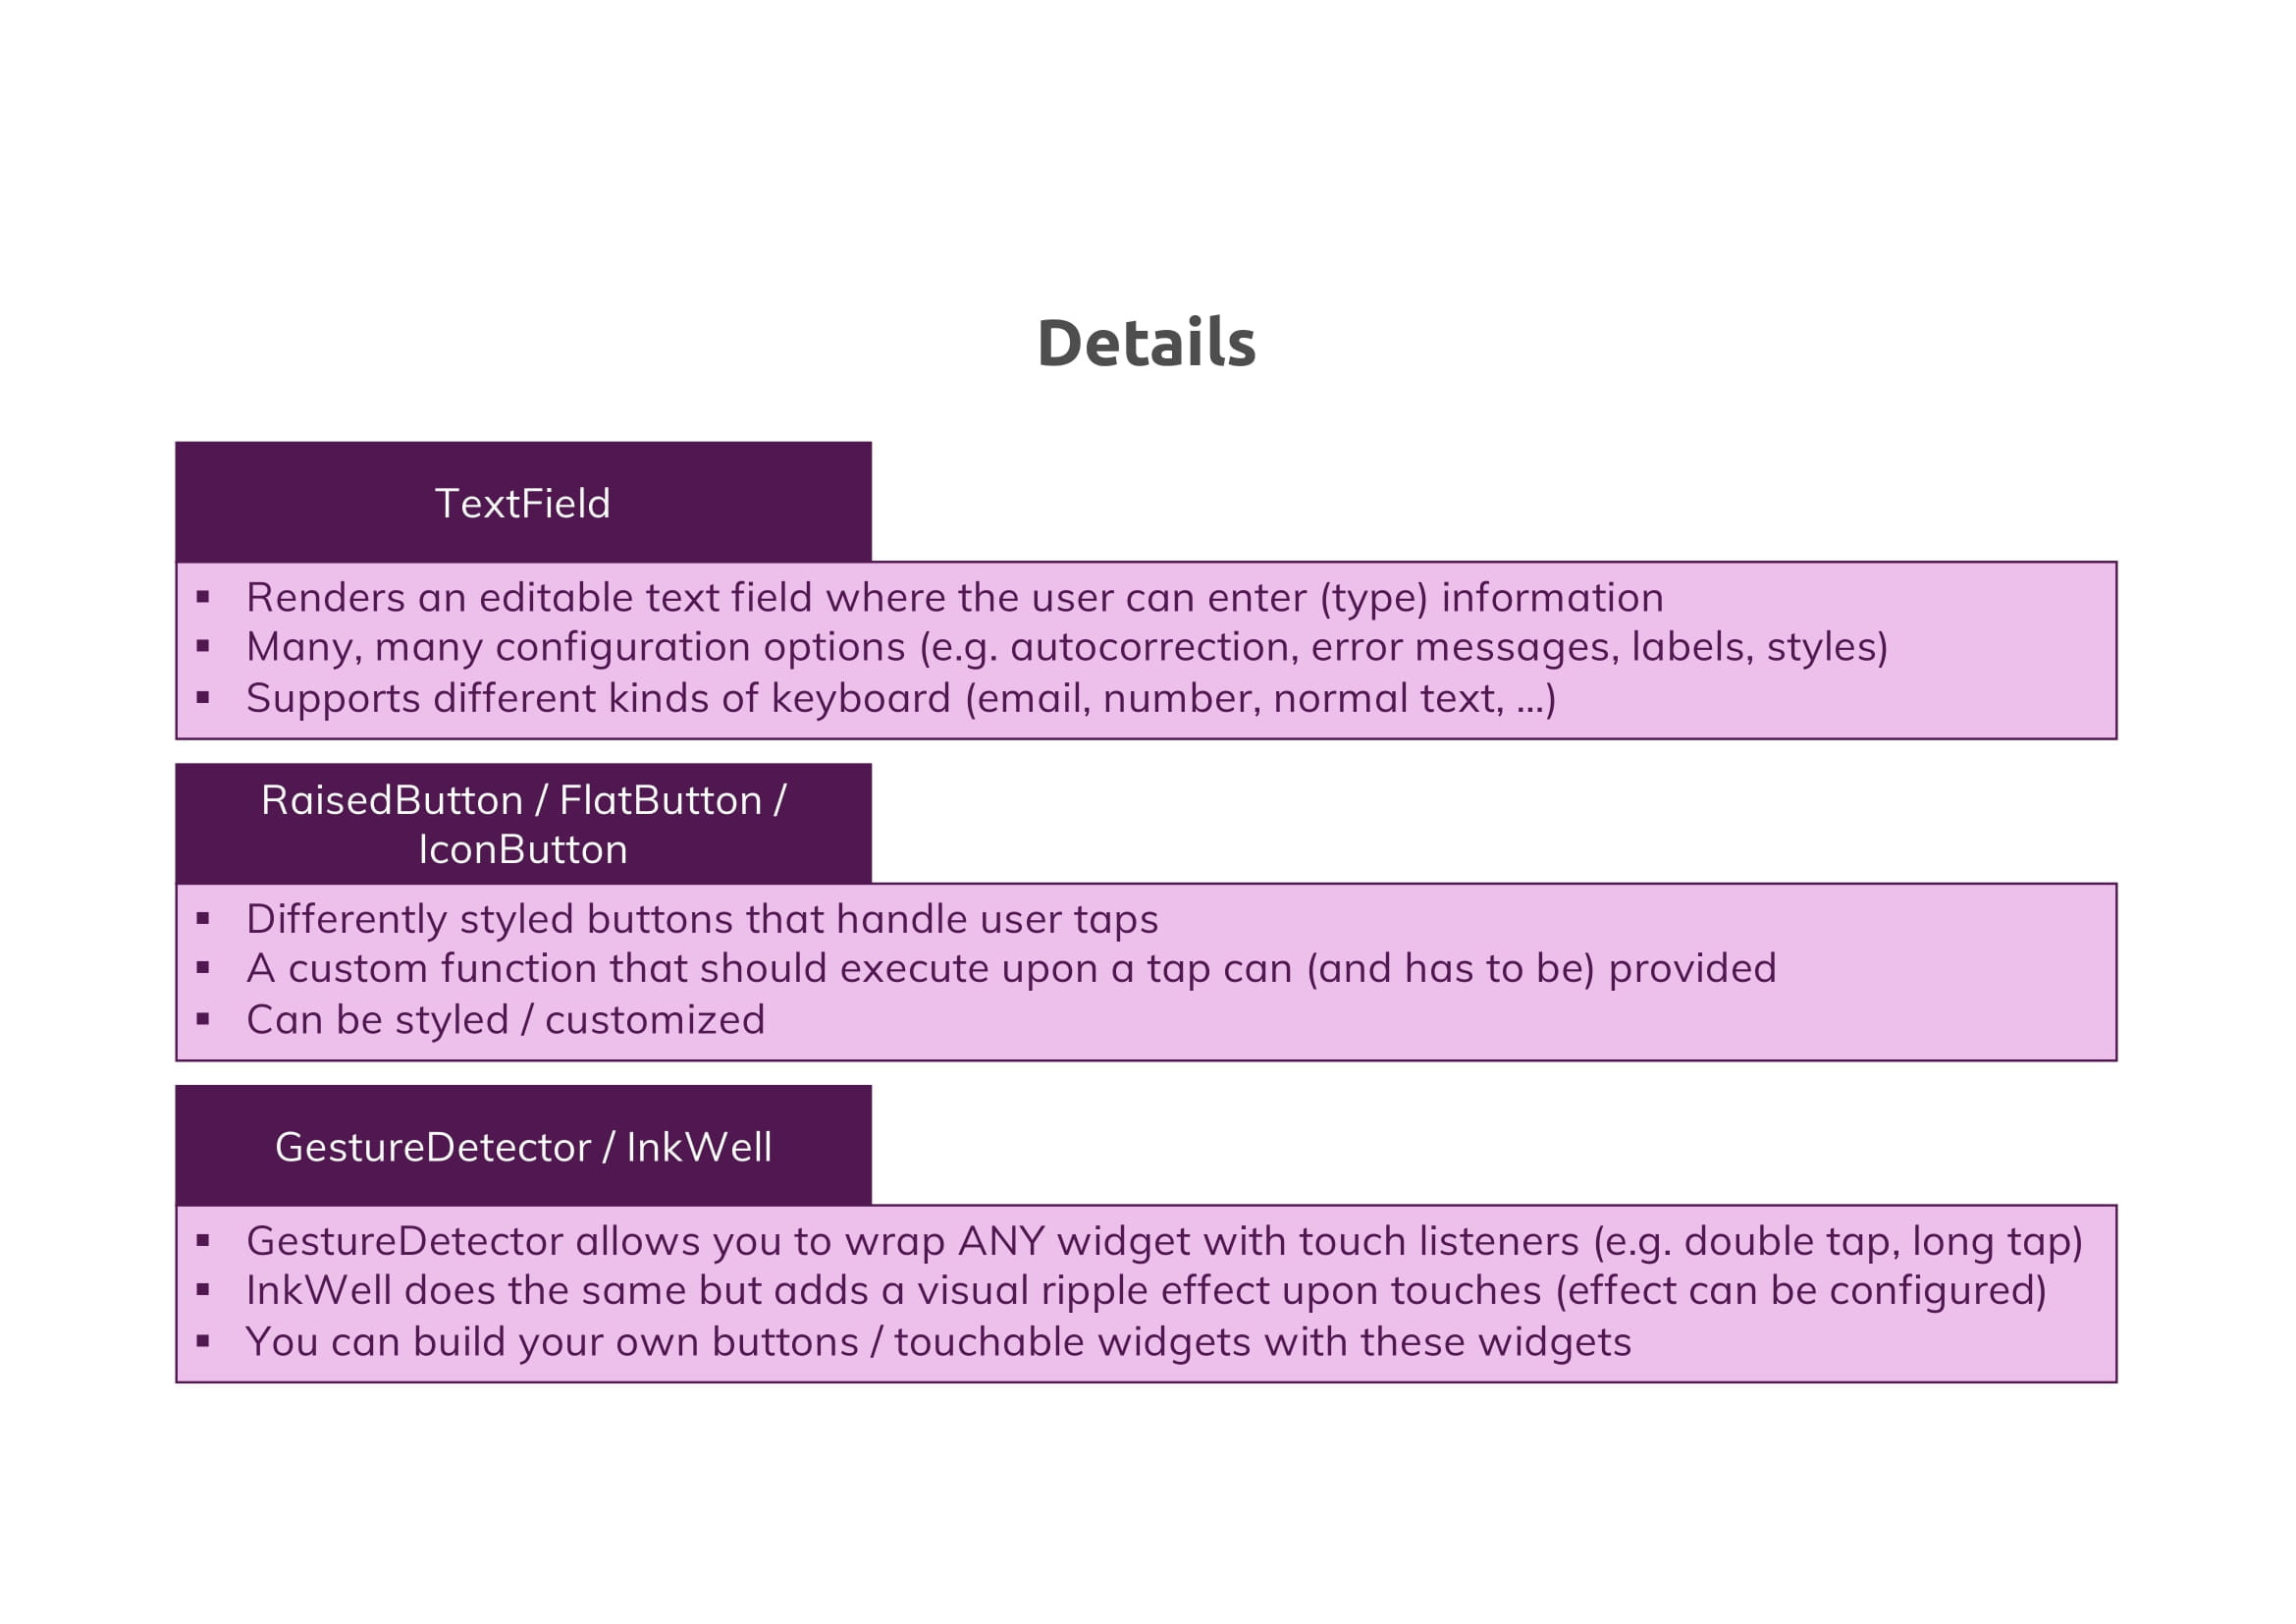 Details
TextField
▪ Renders an editable text field where the user can enter (type) information
▪ Many, many configuration options (e.g. autocorrection, error messages, labels, styles)
▪ Supports different kinds of keyboard (email, number, normal text, …)
RaisedButton / FlatButton /
IconButton
▪ Differently styled buttons that handle user taps
▪ A custom function that should execute upon a tap can (and has to be) provided
▪ Can be styled / customized
GestureDetector / InkWell
▪ GestureDetector allows you to wrap ANY widget with touch listeners (e.g. double tap, long tap)
▪ InkWell does the same but adds a visual ripple effect upon touches (effect can be configured)
▪ You can build your own buttons / touchable widgets with these widgets